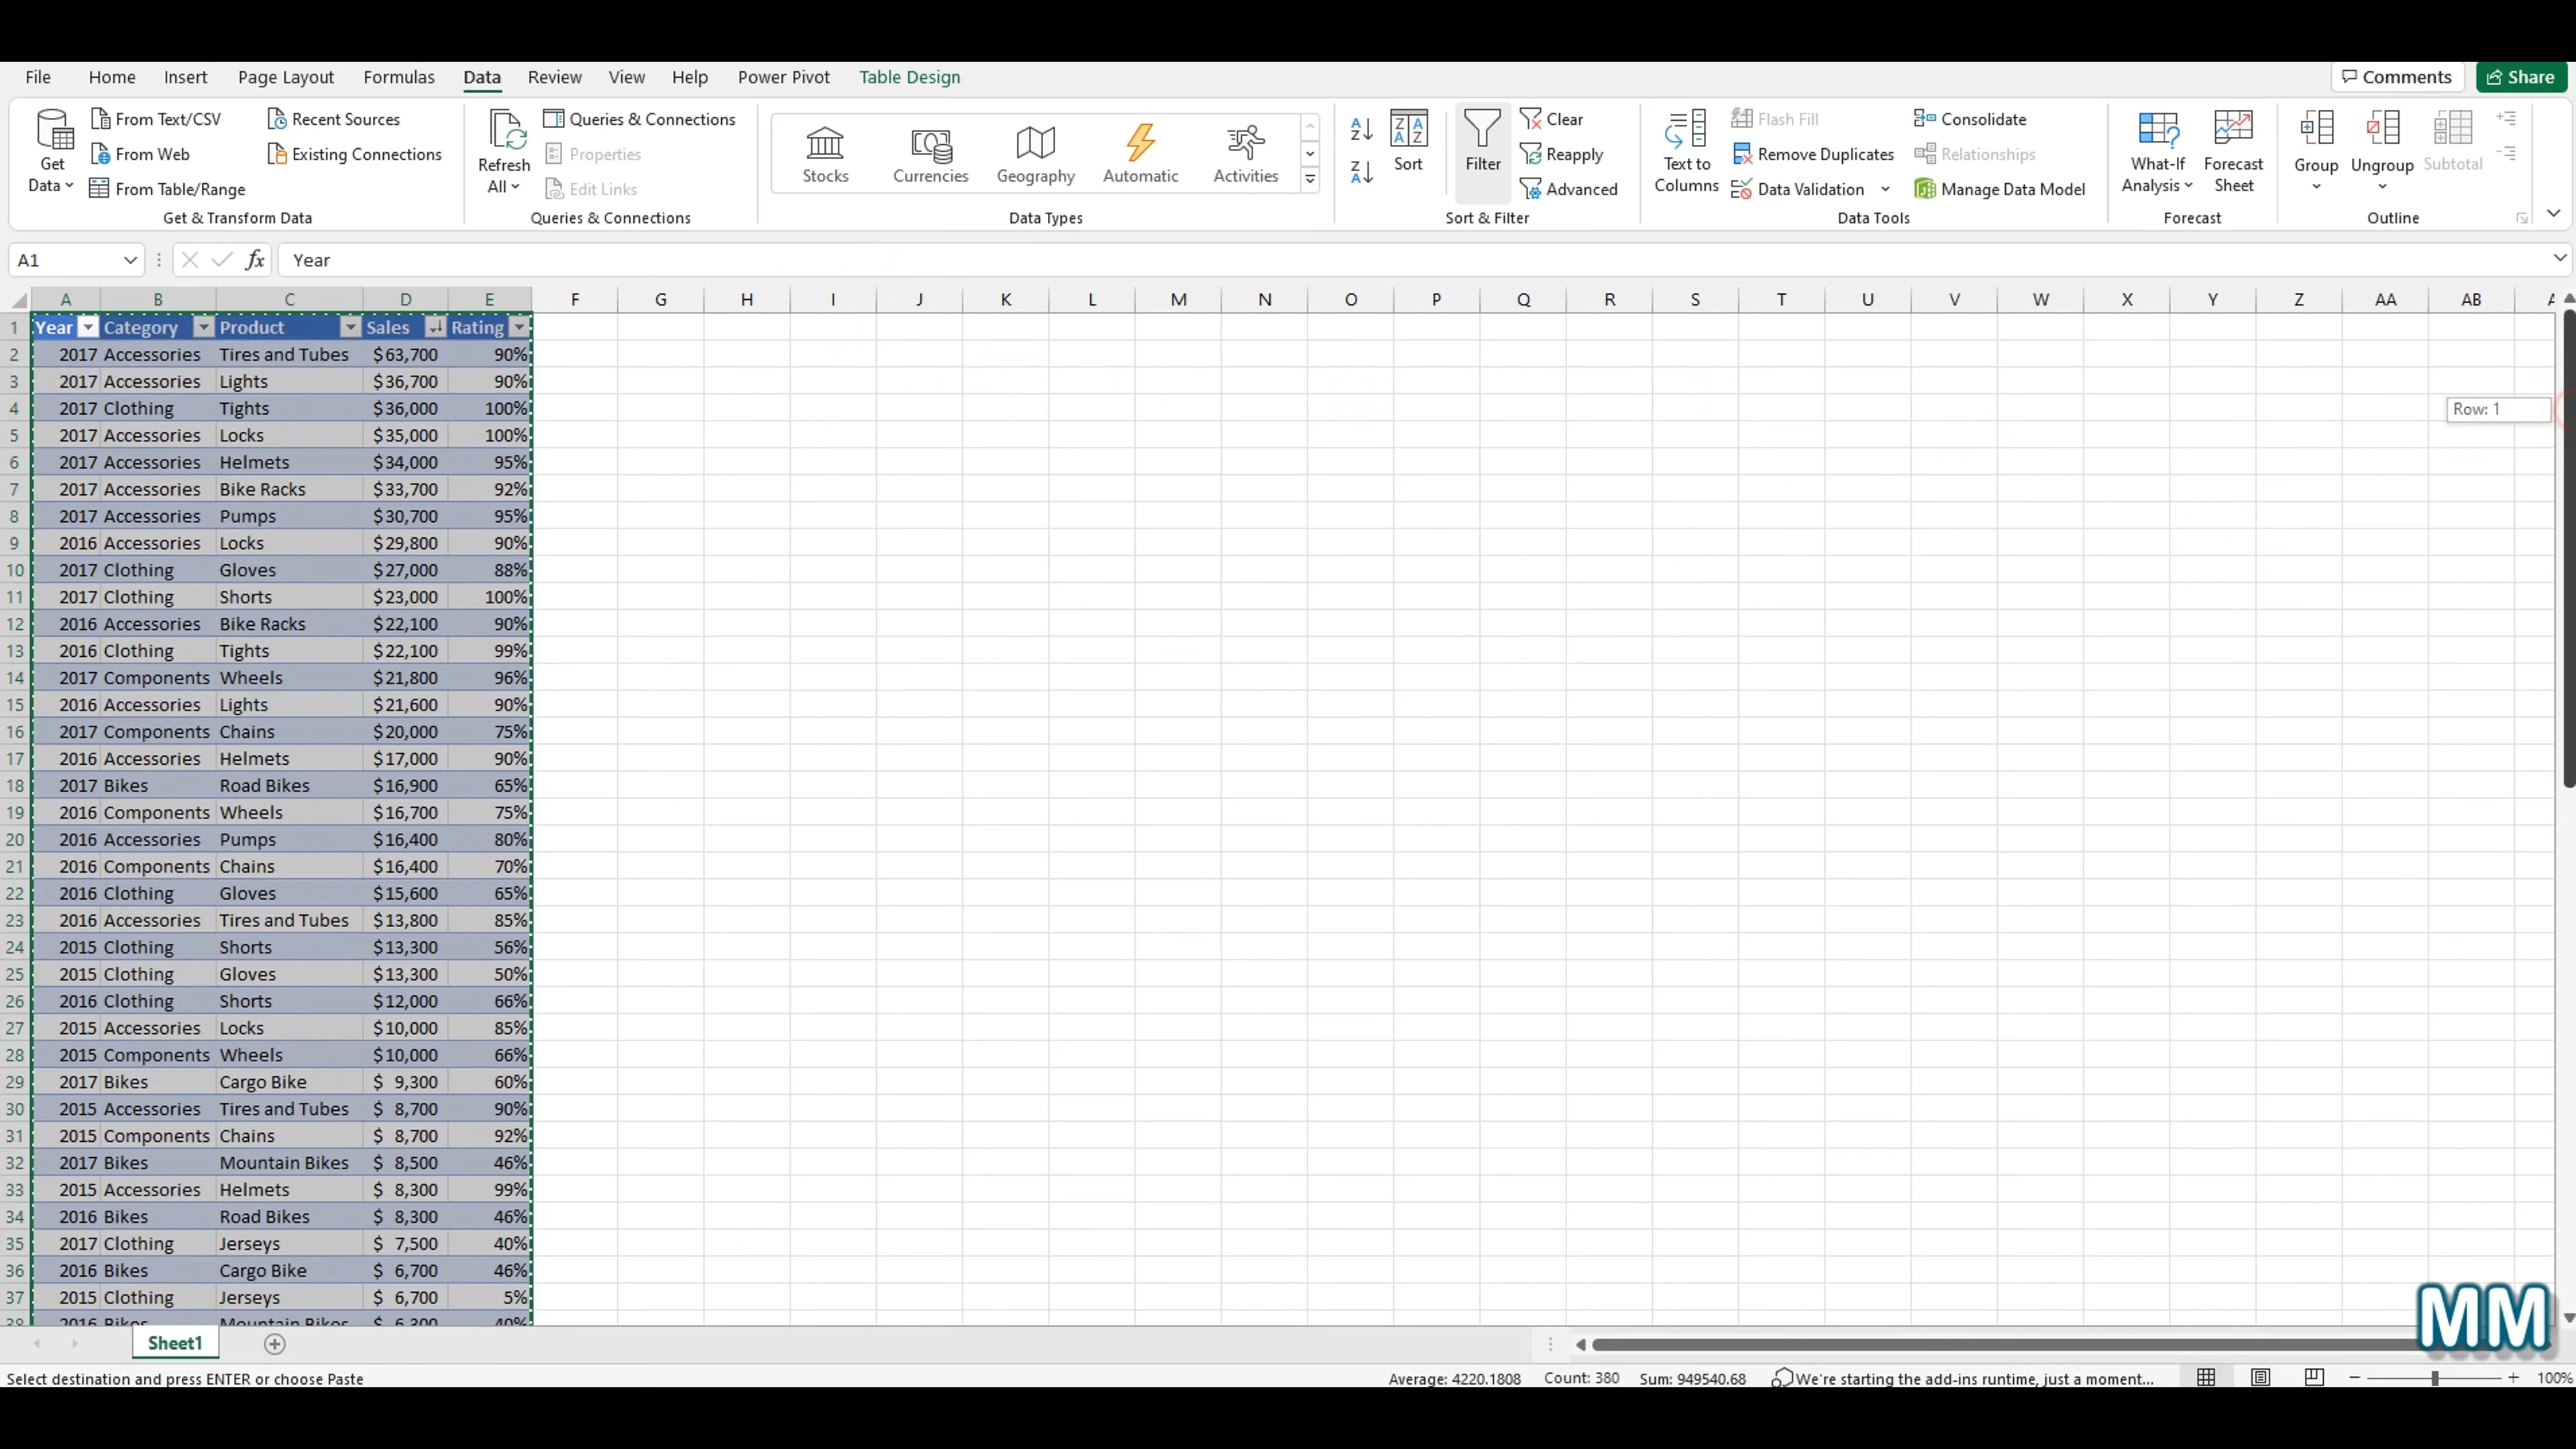 File Home Insert Page Layout Formulas Data Review View Help Power Pivot Table Design Comments Share
Get Data From Text/CSV From Web From Table/Range Recent Sources Existing Connections
Get & Transform Data
Refresh All Queries & Connections Properties Edit Links
Queries & Connections
Stocks Currencies Geography Automatic Activities
Data Types
Sort Filter Clear Reapply Advanced
Sort & Filter
Text to Columns Flash Fill Remove Duplicates Data Validation Consolidate Relationships Manage Data Model
Data Tools
What-If Analysis Forecast Sheet
Forecast
Group Ungroup Subtotal
Outline
A1 fx Year
A B C D E F G H I J K L M N O P Q R S T U V W X Y Z AA AB
1 Year Category Product Sales Rating
2 2017 Accessories Tires and Tubes $63,700 90%
3 2017 Accessories Lights $36,700 90%
4 2017 Clothing Tights $36,000 100%
Row: 1
5 2017 Accessories Locks $35,000 100%
6 2017 Accessories Helmets $34,000 95%
7 2017 Accessories Bike Racks $33,700 92%
8 2017 Accessories Pumps $30,700 95%
9 2016 Accessories Locks $29,800 90%
10 2017 Clothing Gloves $27,000 88%
11 2017 Clothing Shorts $23,000 100%
12 2016 Accessories Bike Racks $22,100 90%
13 2016 Clothing Tights $22,100 99%
14 2017 Components Wheels $21,800 96%
15 2016 Accessories Lights $21,600 90%
16 2017 Components Chains $20,000 75%
17 2016 Accessories Helmets $17,000 90%
18 2017 Bikes Road Bikes $16,900 65%
19 2016 Components Wheels $16,700 75%
20 2016 Accessories Pumps $16,400 80%
21 2016 Components Chains $16,400 70%
22 2016 Clothing Gloves $15,600 65%
23 2016 Accessories Tires and Tubes $13,800 85%
24 2015 Clothing Shorts $13,300 56%
25 2015 Clothing Gloves $13,300 50%
26 2016 Clothing Shorts $12,000 66%
27 2015 Accessories Locks $10,000 85%
28 2015 Components Wheels $10,000 66%
29 2017 Bikes Cargo Bike $ 9,300 60%
30 2015 Accessories Tires and Tubes $ 8,700 90%
31 2015 Components Chains $ 8,700 92%
32 2017 Bikes Mountain Bikes $ 8,500 46%
33 2015 Accessories Helmets $ 8,300 99%
34 2016 Bikes Road Bikes $ 8,300 46%
35 2017 Clothing Jerseys $ 7,500 40%
36 2016 Bikes Cargo Bike $ 6,700 46%
37 2015 Clothing Jerseys $ 6,700 5%
38 2016 Bikes Mountain Bikes $ 6,300 40%
MM
Sheet1
Select destination and press ENTER or choose Paste Average: 4220.1808 Count: 380 Sum: 949540.68 We're starting the add-ins runtime, just a moment... 100%